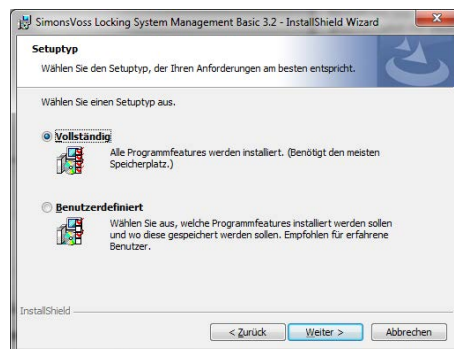 SimonsVoss Locking System Management Basic 3.2 - InstallShield Wizard
Setuptyp
Wählen Sie den Setuptyp, der Ihren Anforderungen am besten entspricht.
Wählen Sie einen Setuptyp aus.
Vollständig
Alle Programmfeatures werden installiert. (Benötigt den meisten
Speicherplatz.)
Benutzerdefiniert
Wählen Sie aus, welche Programmfeatures installiert werden sollen
und wo diese gespeichert werden sollen. Empfohlen für erfahrene
Benutzer.
InstallShield
< Zurück Weiter > Abbrechen